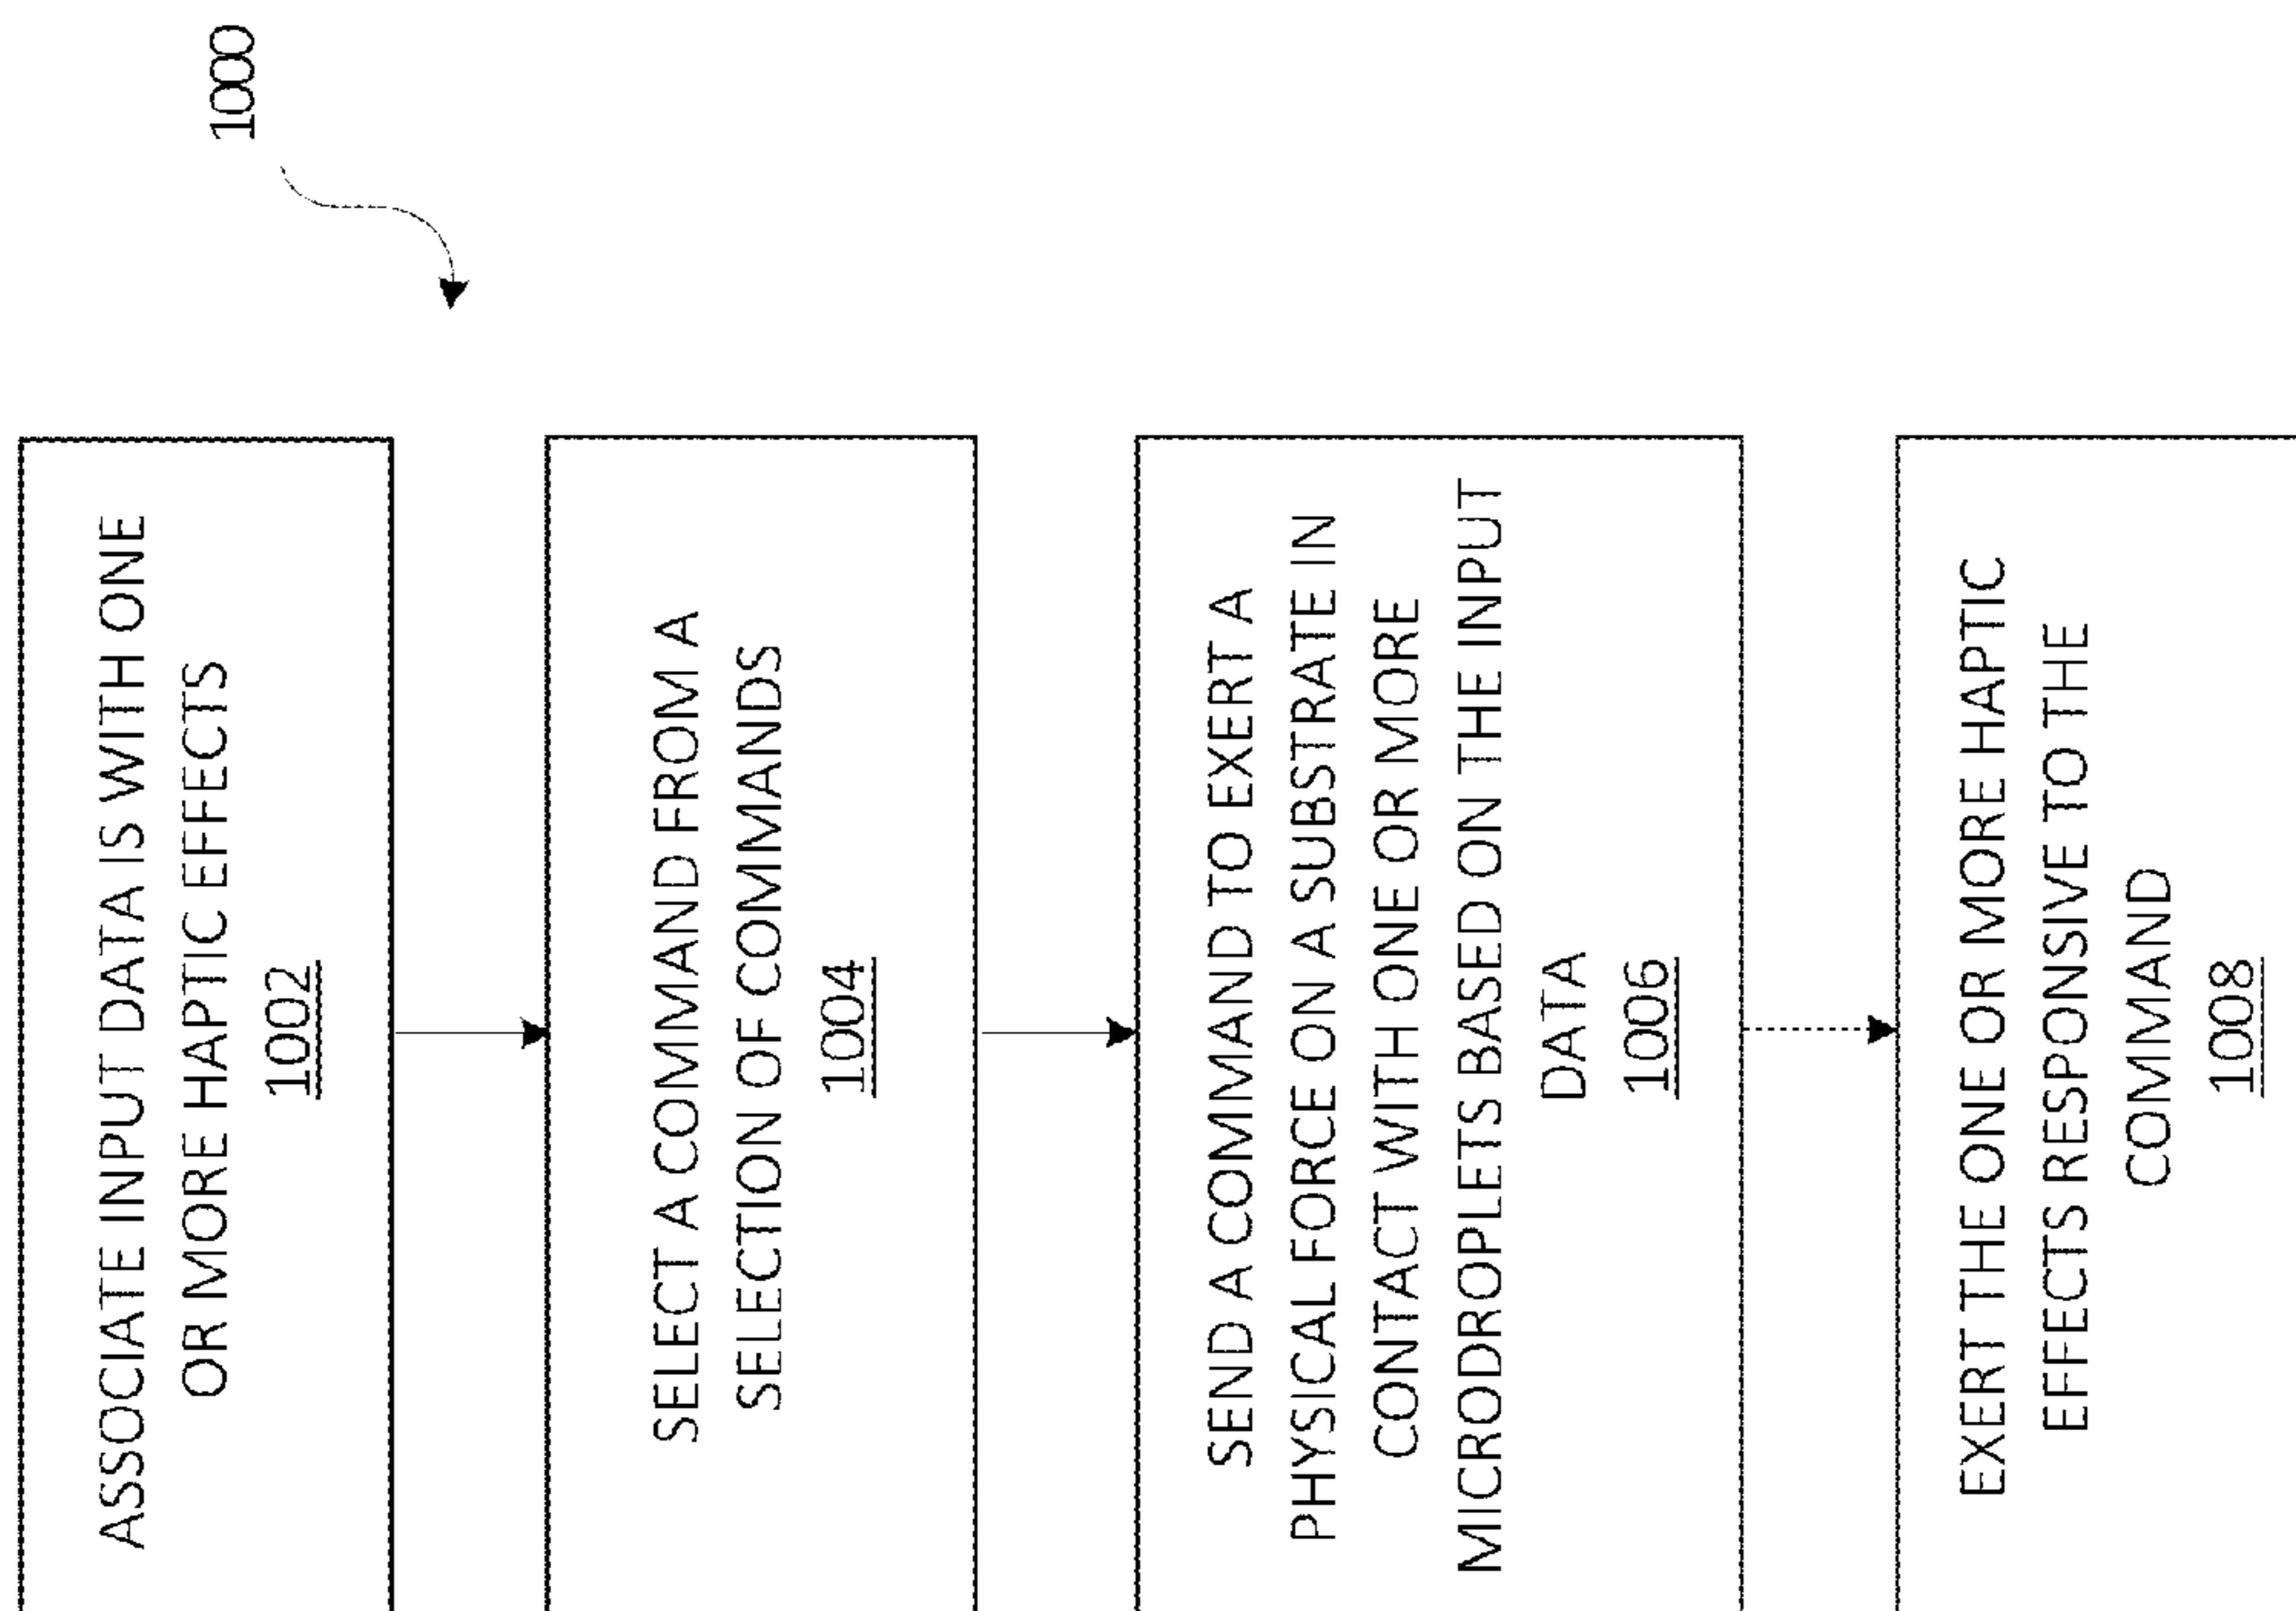 1000
ASSOCIATE INPUT DATA IS WITH ONE
OR MORE HAPTIC EFFECTS
1002
SELECT A COMMAND FROM A
SELECTION OF COMMANDS
1004
SEND A COMMAND TO EXERT A
PHYSICAL FORCE ON A SUBSTRATE IN
CONTACT WITH ONE OR MORE
MICRODROPLETS BASED ON THE INPUT
DATA
1006
EXERT THE ONE OR MORE HAPTIC
EFFECTS RESPONSIVE TO THE
COMMAND
1008